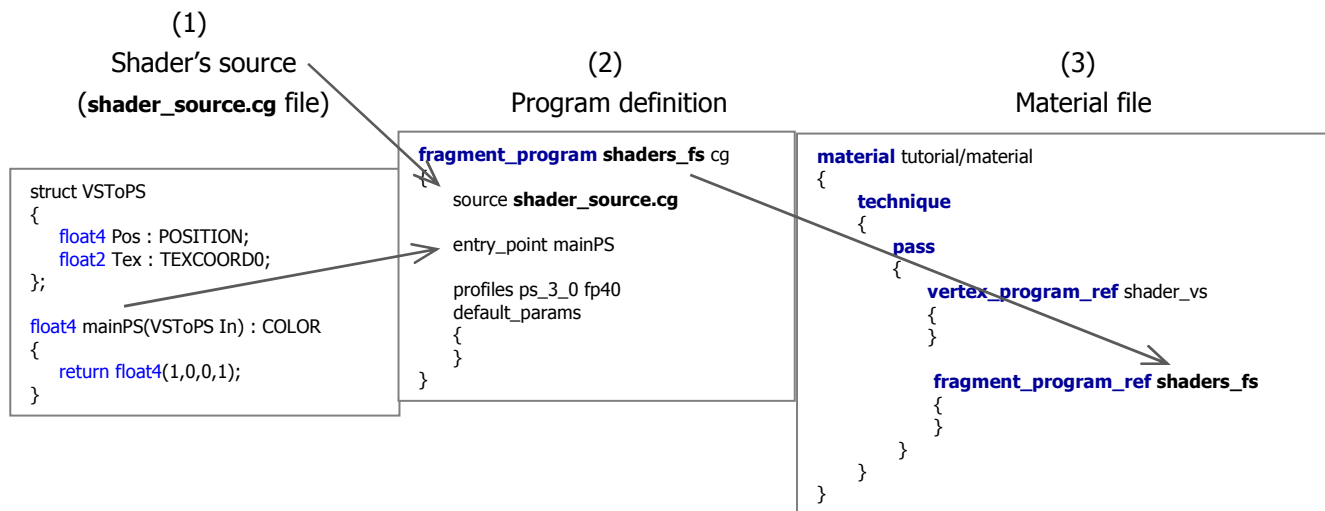 (1)
Shader’s source
(shader_source.cg file)
struct VSToPS
{
float4 Pos : POSITION;
float2 Tex : TEXCOORD0;
};
float4 mainPS(VSToPS In) : COLOR
{
return float4(1,0,0,1);
}
(2)
Program definition
fragment_program shaders_fs cg
{
source shader_source.cg
entry_point mainPS
profiles ps_3_0 fp40
default_params
{
}
}
(3)
Material file
material tutorial/material
{
technique
{
pass
{
vertex_program_ref shader_vs
{
}
fragment_program_ref shaders_fs
{
}
}
}
}